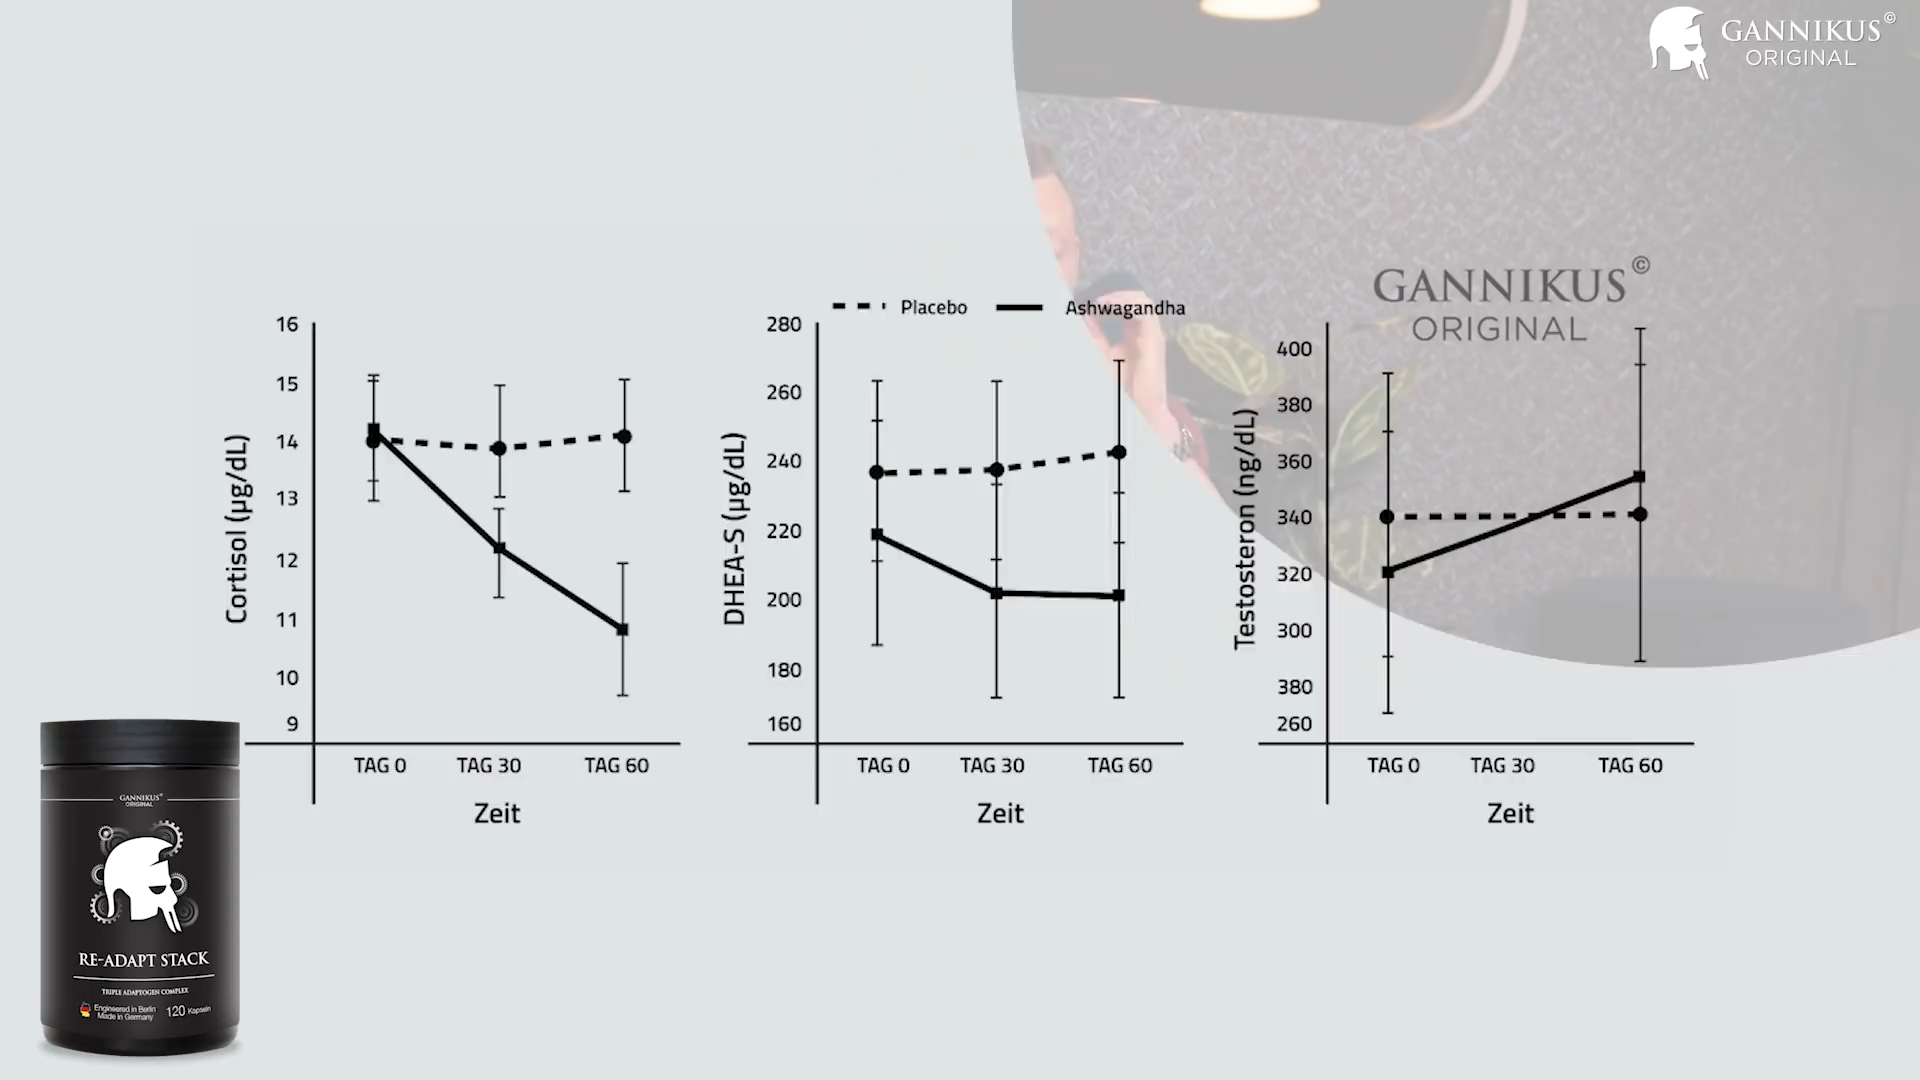 GANNIKUS©
ORIGINAL
GANNIKUS©
ORIGINAL
Placebo
Ashwagandha
Cortisol (µg/dL)
16
15
14
13
12
11
10
9
TAG 0
TAG 30
TAG 60
Zeit
DHEA-S (µg/dL)
280
260
240
220
200
180
160
TAG 0
TAG 30
TAG 60
Zeit
Testosteron (ng/dL)
400
380
360
340
320
300
380
260
TAG 0
TAG 30
TAG 60
Zeit
GANNIKUS©
ORIGINAL
RE-ADAPT STACK
TRIPLE ADAPTOGEN COMPLEX
Engineered in Berlin
Made in Germany
120 Kapseln